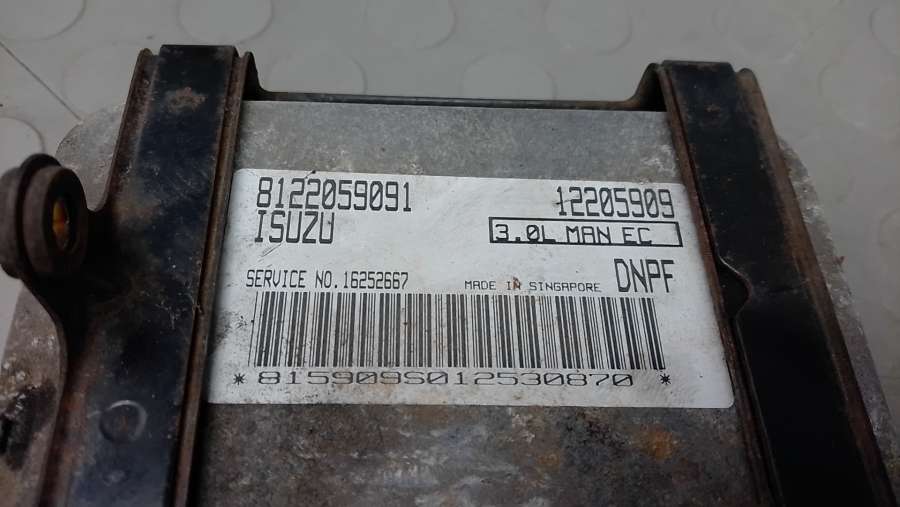 8122059091 12205909
ISUZU 3.0L MAN EC
SERVICE NO. 16252667 MADE IN SINGAPORE DNPF
*815909S012530870*